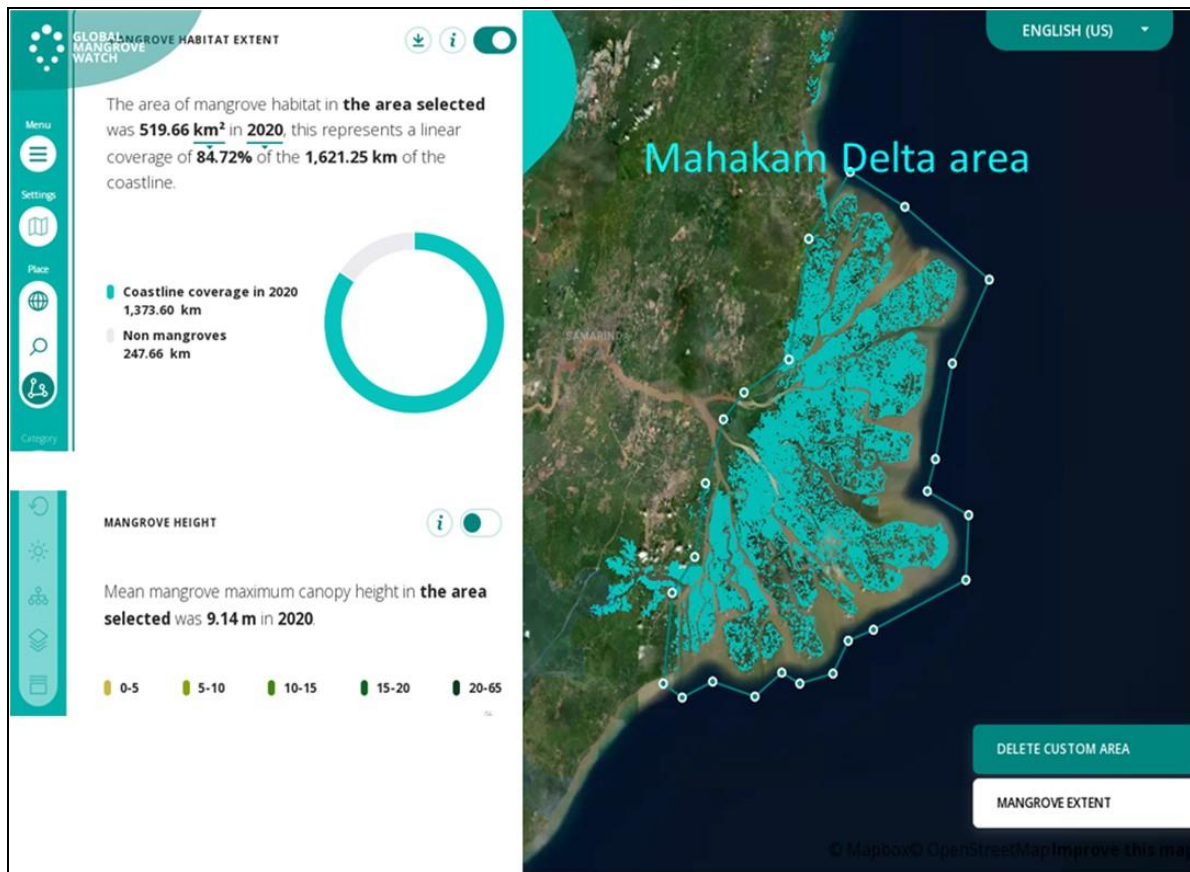 GLOBAL
MANGROVE
WATCH
MANGROVE HABITAT EXTENT
The area of mangrove habitat in the area selected
was 519.66 km² in 2020, this represents a linear
coverage of 84.72% of the 1,621.25 km of the
coastline.
Coastline coverage in 2020
1,373.60 km
Non mangroves
247.66 km
Menu
Settings
Place
Category
MANGROVE HEIGHT
Mean mangrove maximum canopy height in the area
selected was 9.14 m in 2020.
0-5 5-10 10-15 15-20 20-65
ENGLISH (US)
Mahakam Delta area
SAMARINDA
DELETE CUSTOM AREA
MANGROVE EXTENT
© Mapbox© OpenStreetMapImprove this map